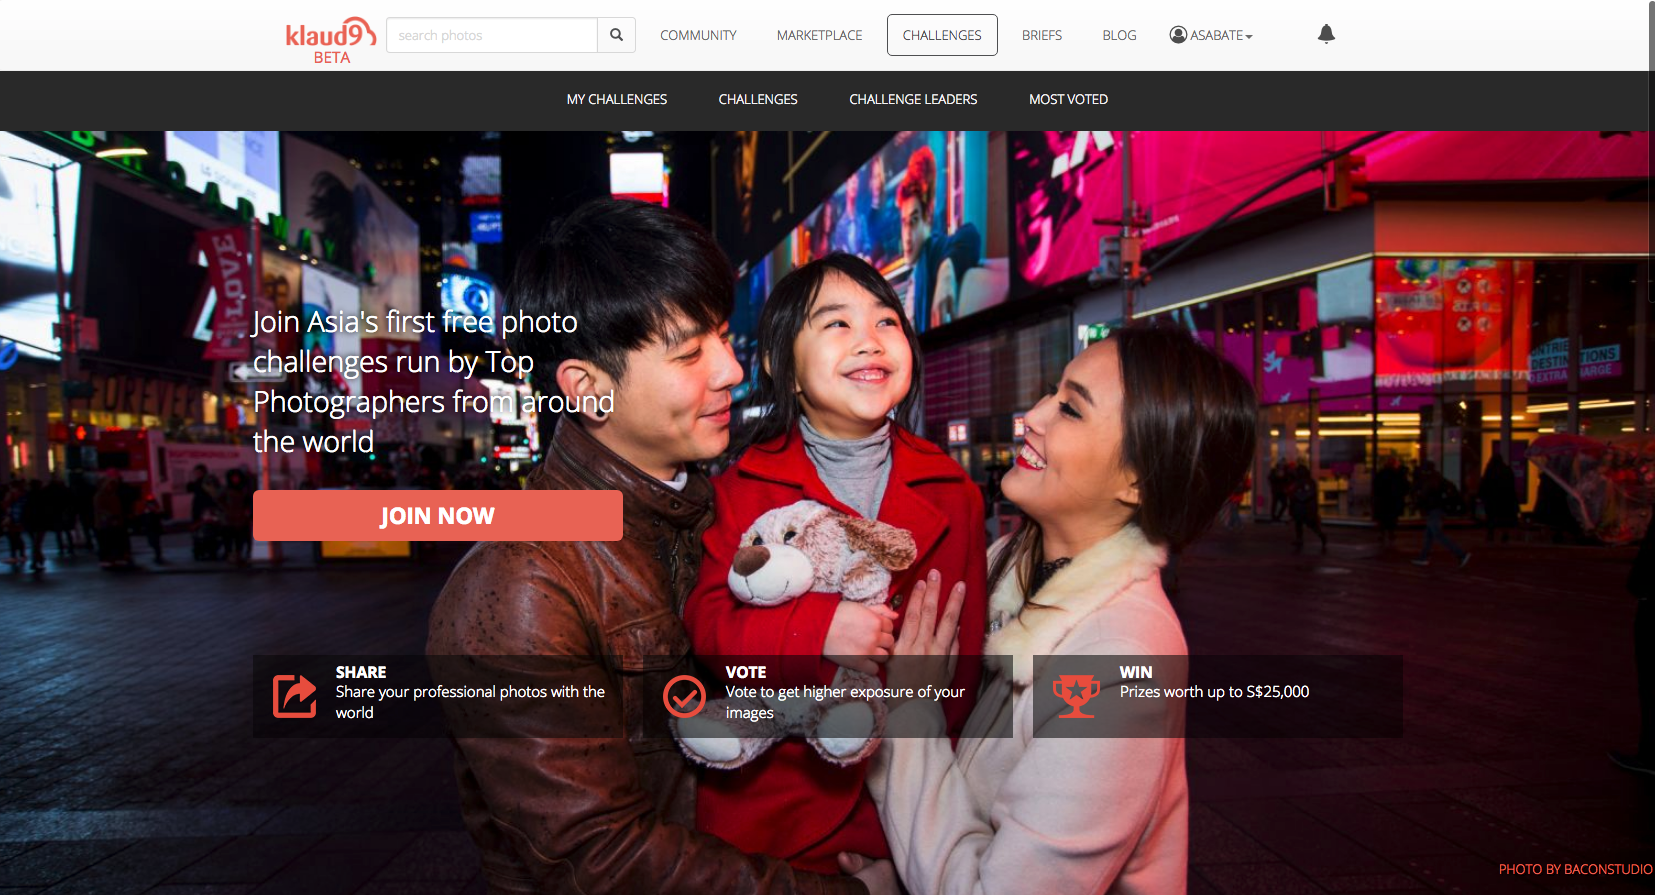 klaud9
BETA
search photos
COMMUNITY
MARKETPLACE
CHALLENGES
BRIEFS
BLOG
ASABATE
MY CHALLENGES
CHALLENGES
CHALLENGE LEADERS
MOST VOTED
BROADWAY
LOVE
Join Asia's first free photo
challenges run by Top
Photographers from around
the world
JOIN NOW
DESTINATIONS
SHARE
Share your professional photos with the
world
VOTE
Vote to get higher exposure of your
images
WIN
Prizes worth up to S$25,000
PHOTO BY BACONSTUDIO